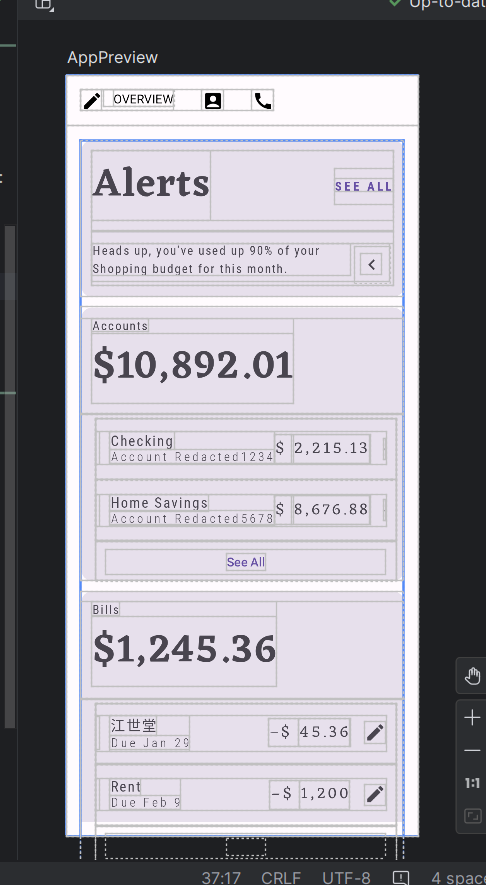 Up-to-dat
AppPreview
OVERVIEW
Alerts
SEE ALL
Heads up, you've used up 90% of your
Shopping budget for this month.
Accounts
$10,892.01
Checking
Account Redacted1234
$ 2,215.13
Home Savings
Account Redacted5678
$ 8,676.88
See All
Bills
$1,245.36
江世堂
Due Jan 29
-$ 45.36
Rent
Due Feb 9
-$ 1,200
1:1
37:17 CRLF UTF-8 4 space